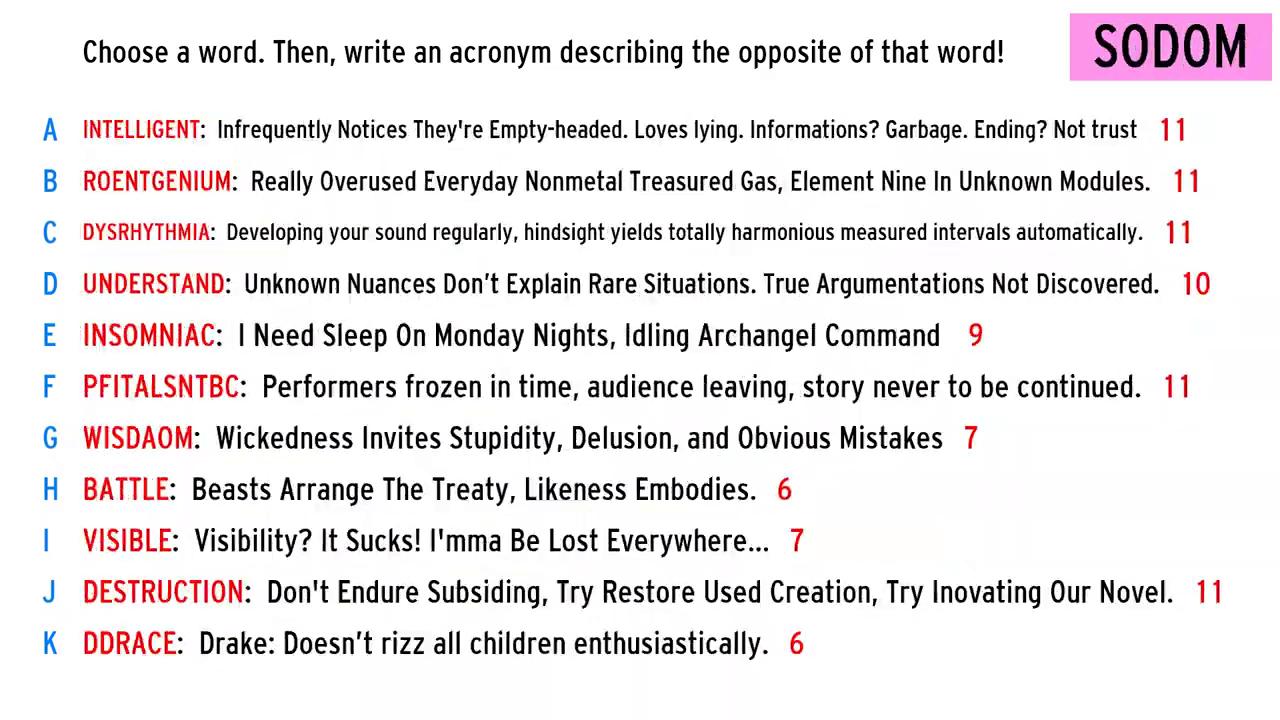 Choose a word. Then, write an acronym describing the opposite of that word!
SODOM
A INTELLIGENT: Infrequently Notices They're Empty-headed. Loves lying. Informations? Garbage. Ending? Not trust 11
B ROENTGENIUM: Really Overused Everyday Nonmetal Treasured Gas, Element Nine In Unknown Modules. 11
C DYSRHYTHMIA: Developing your sound regularly, hindsight yields totally harmonious measured intervals automatically. 11
D UNDERSTAND: Unknown Nuances Don’t Explain Rare Situations. True Argumentations Not Discovered. 10
E INSOMNIAC: I Need Sleep On Monday Nights, Idling Archangel Command 9
F PFITALSNTBC: Performers frozen in time, audience leaving, story never to be continued. 11
G WISDAOM: Wickedness Invites Stupidity, Delusion, and Obvious Mistakes 7
H BATTLE: Beasts Arrange The Treaty, Likeness Embodies. 6
I VISIBLE: Visibility? It Sucks! I'mma Be Lost Everywhere... 7
J DESTRUCTION: Don't Endure Subsiding, Try Restore Used Creation, Try Inovating Our Novel. 11
K DDRACE: Drake: Doesn’t rizz all children enthusiastically. 6